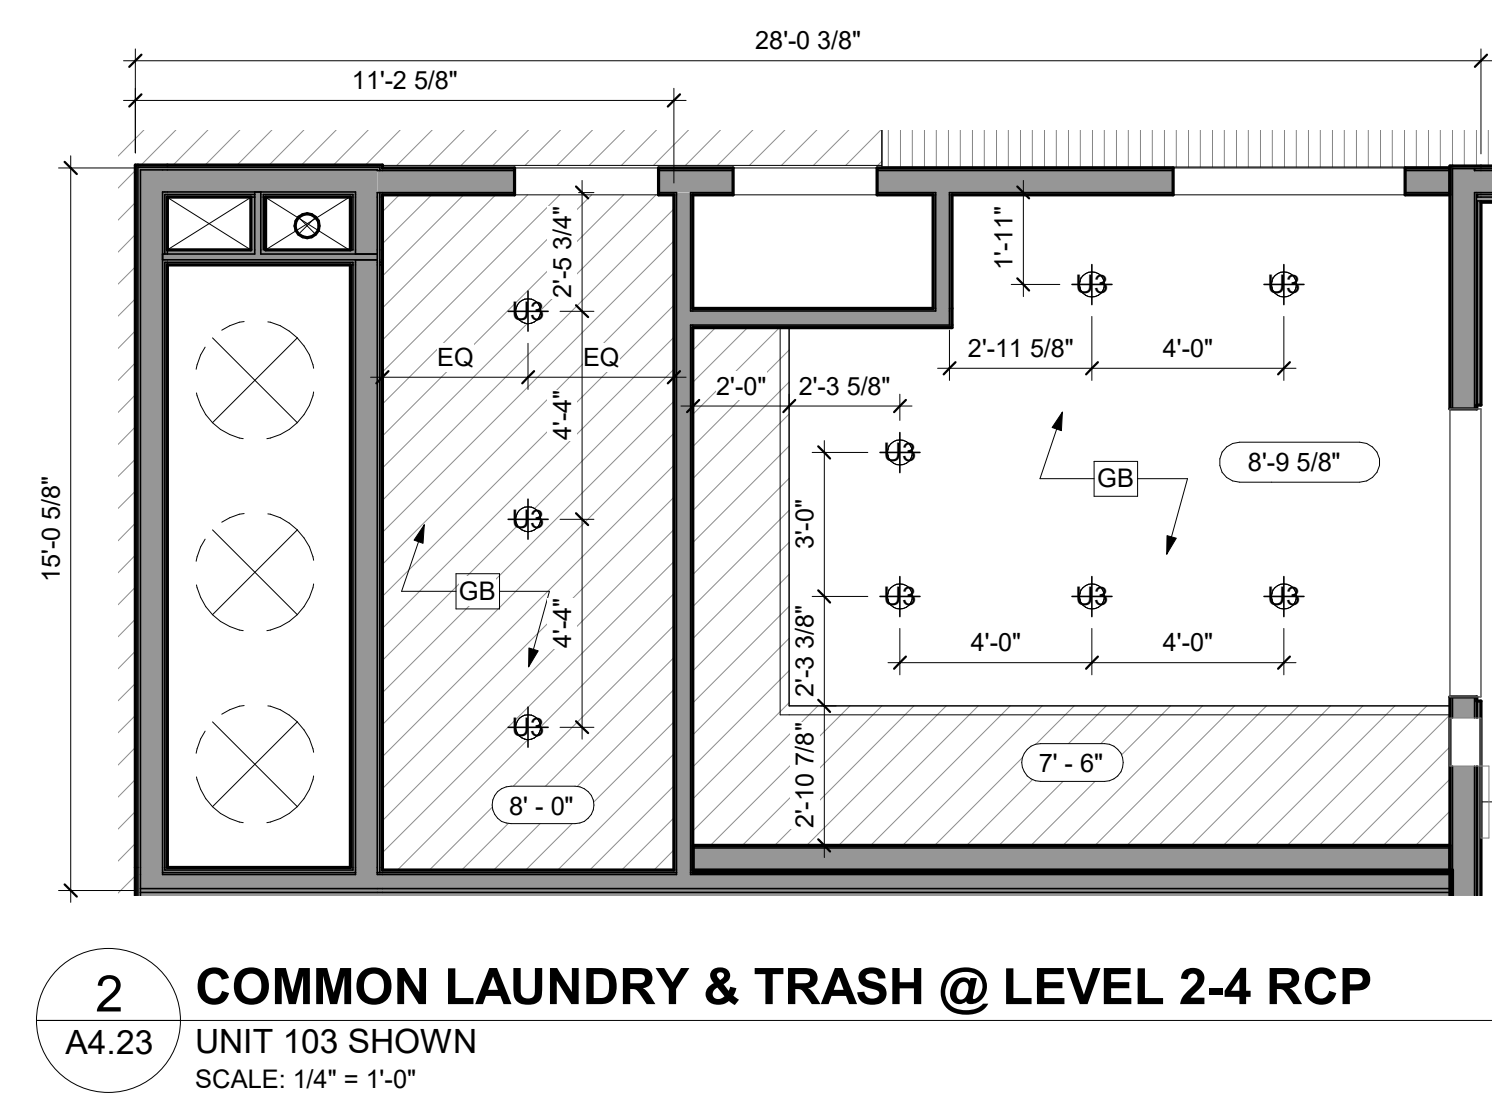 28'-0 3/8"
11'-2 5/8"
15'-0 5/8"
2'-5 3/4"
1'-11"
U3
U3
U3
EQ
EQ
2'-11 5/8"
4'-0"
2'-0"
2'-3 5/8"
4'-4"
U3
8'-9 5/8"
GB
3'-0"
U3
GB
4'-4"
U3
U3
U3
4'-0"
4'-0"
2'-3 3/8"
U3
2'-10 7/8"
7' - 6"
8' - 0"
2
COMMON LAUNDRY & TRASH @ LEVEL 2-4 RCP
A4.23
UNIT 103 SHOWN
SCALE: 1/4" = 1'-0"